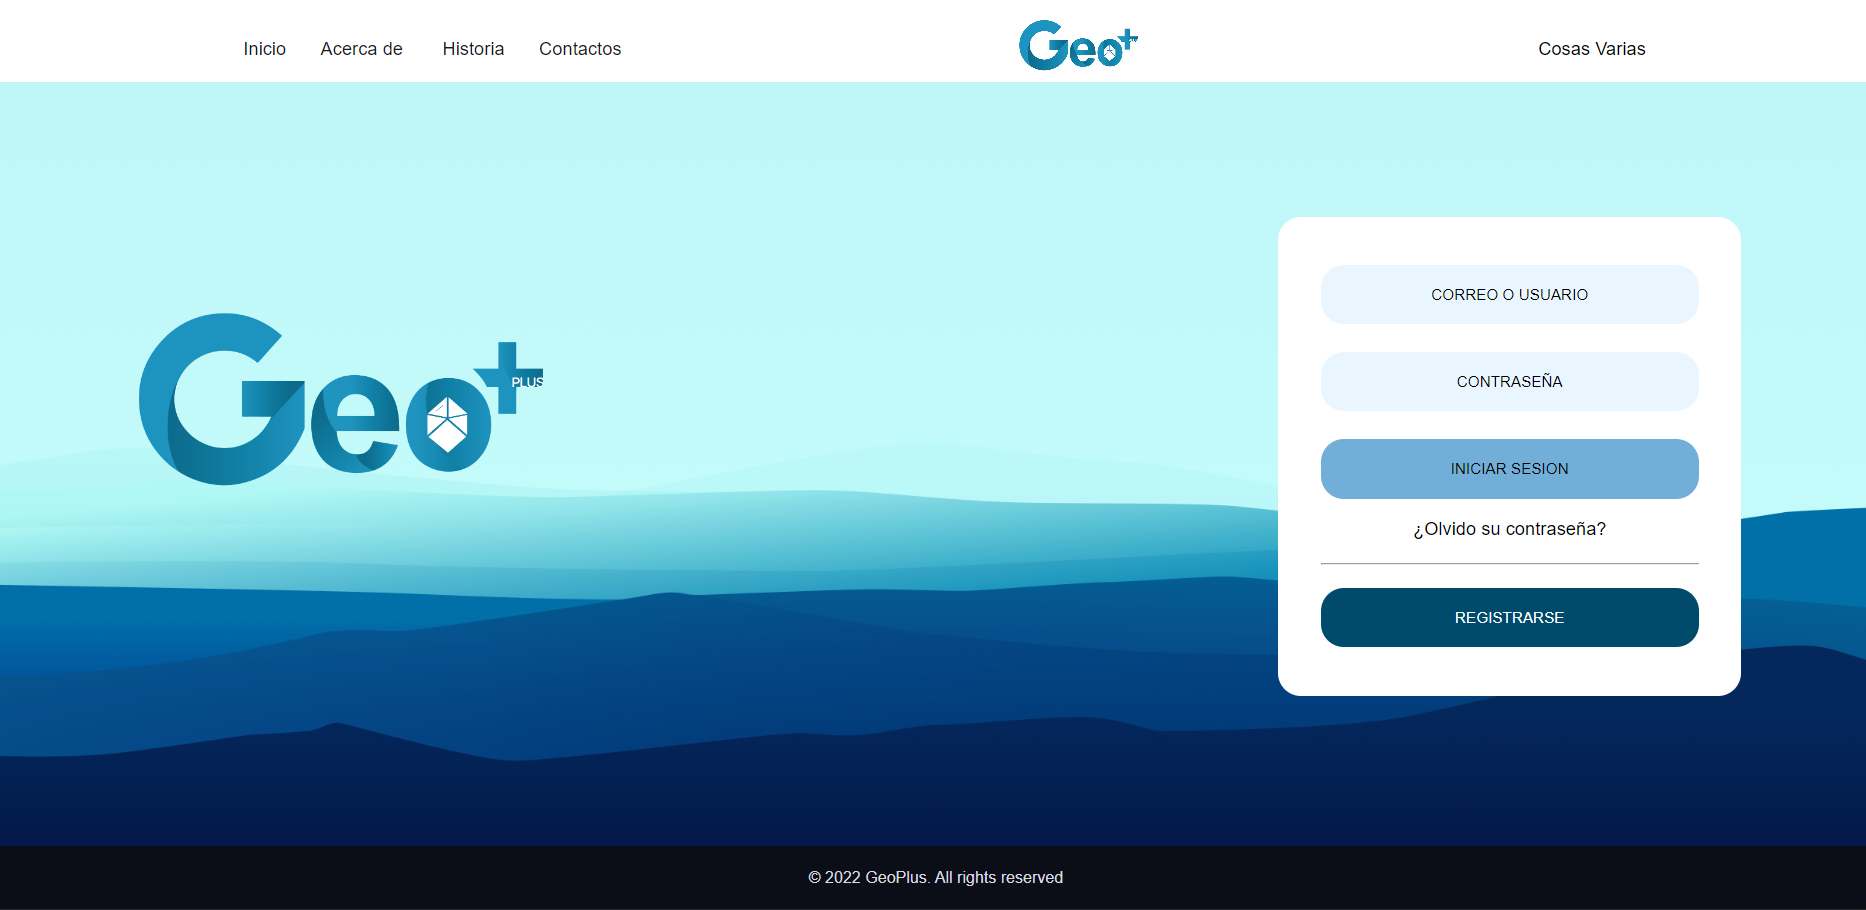 Inicio Acerca de Historia Contactos
Geo+
Cosas Varias
Geo+
PLUS
CORREO O USUARIO
CONTRASEÑA
INICIAR SESION
¿Olvido su contraseña?
REGISTRARSE
© 2022 GeoPlus. All rights reserved